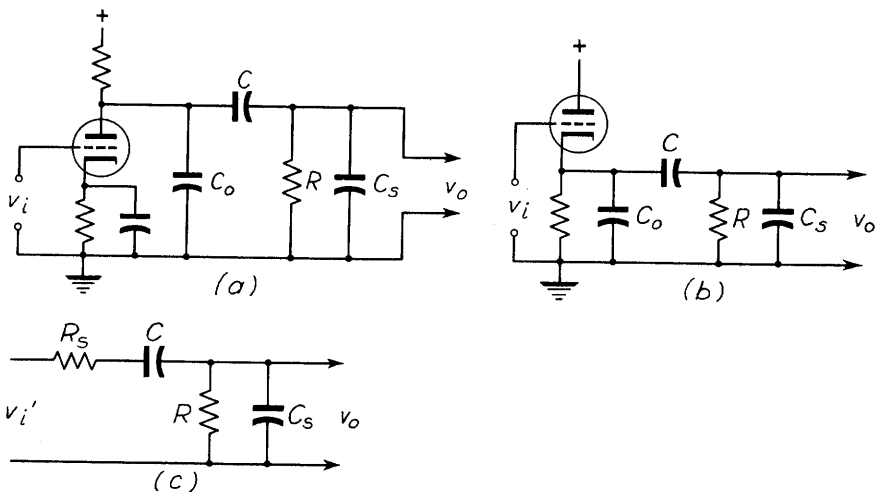 +
C
v_i
C_o
R
C_s
v_o
(a)
+
C
v_i
C_o
R
C_s
v_o
(b)
R_s
C
v_i'
R
C_s
v_o
(c)